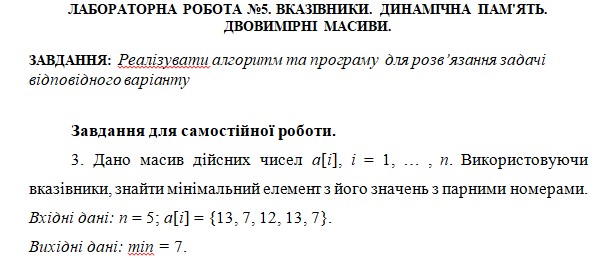 ЛАБОРАТОРНА РОБОТА №5. ВКАЗІВНИКИ. ДИНАМІЧНА ПАМ'ЯТЬ.
ДВОВИМІРНІ МАСИВИ.
ЗАВДАННЯ: Реалізувати алгоритм та програму для розв’язання задачі
відповідного варіанту
Завдання для самостійної роботи.
3. Дано масив дійсних чисел a[i], i = 1, … , n. Використовуючи
вказівники, знайти мінімальний елемент з його значень з парними номерами.
Вхідні дані: n = 5; a[i] = {13, 7, 12, 13, 7}.
Вихідні дані: min = 7.